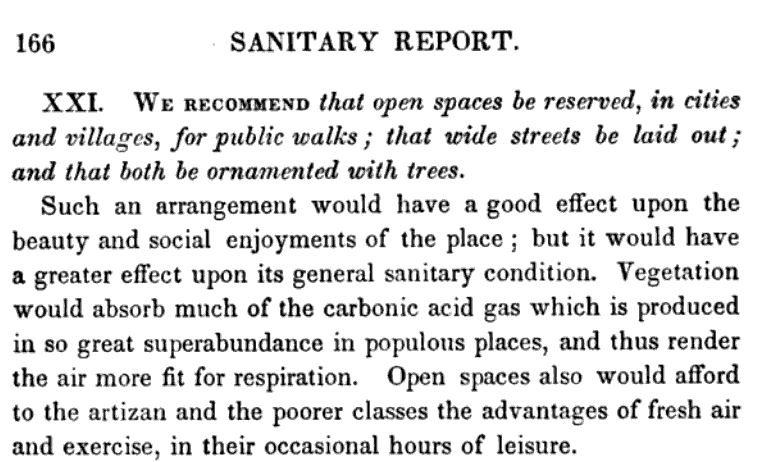 166 SANITARY REPORT.
XXI. WE RECOMMEND that open spaces be reserved, in cities
and villages, for public walks ; that wide streets be laid out ;
and that both be ornamented with trees.
Such an arrangement would have a good effect upon the
beauty and social enjoyments of the place ; but it would have
a greater effect upon its general sanitary condition. Vegetation
would absorb much of the carbonic acid gas which is produced
in so great superabundance in populous places, and thus render
the air more fit for respiration. Open spaces also would afford
to the artizan and the poorer classes the advantages of fresh air
and exercise, in their occasional hours of leisure.